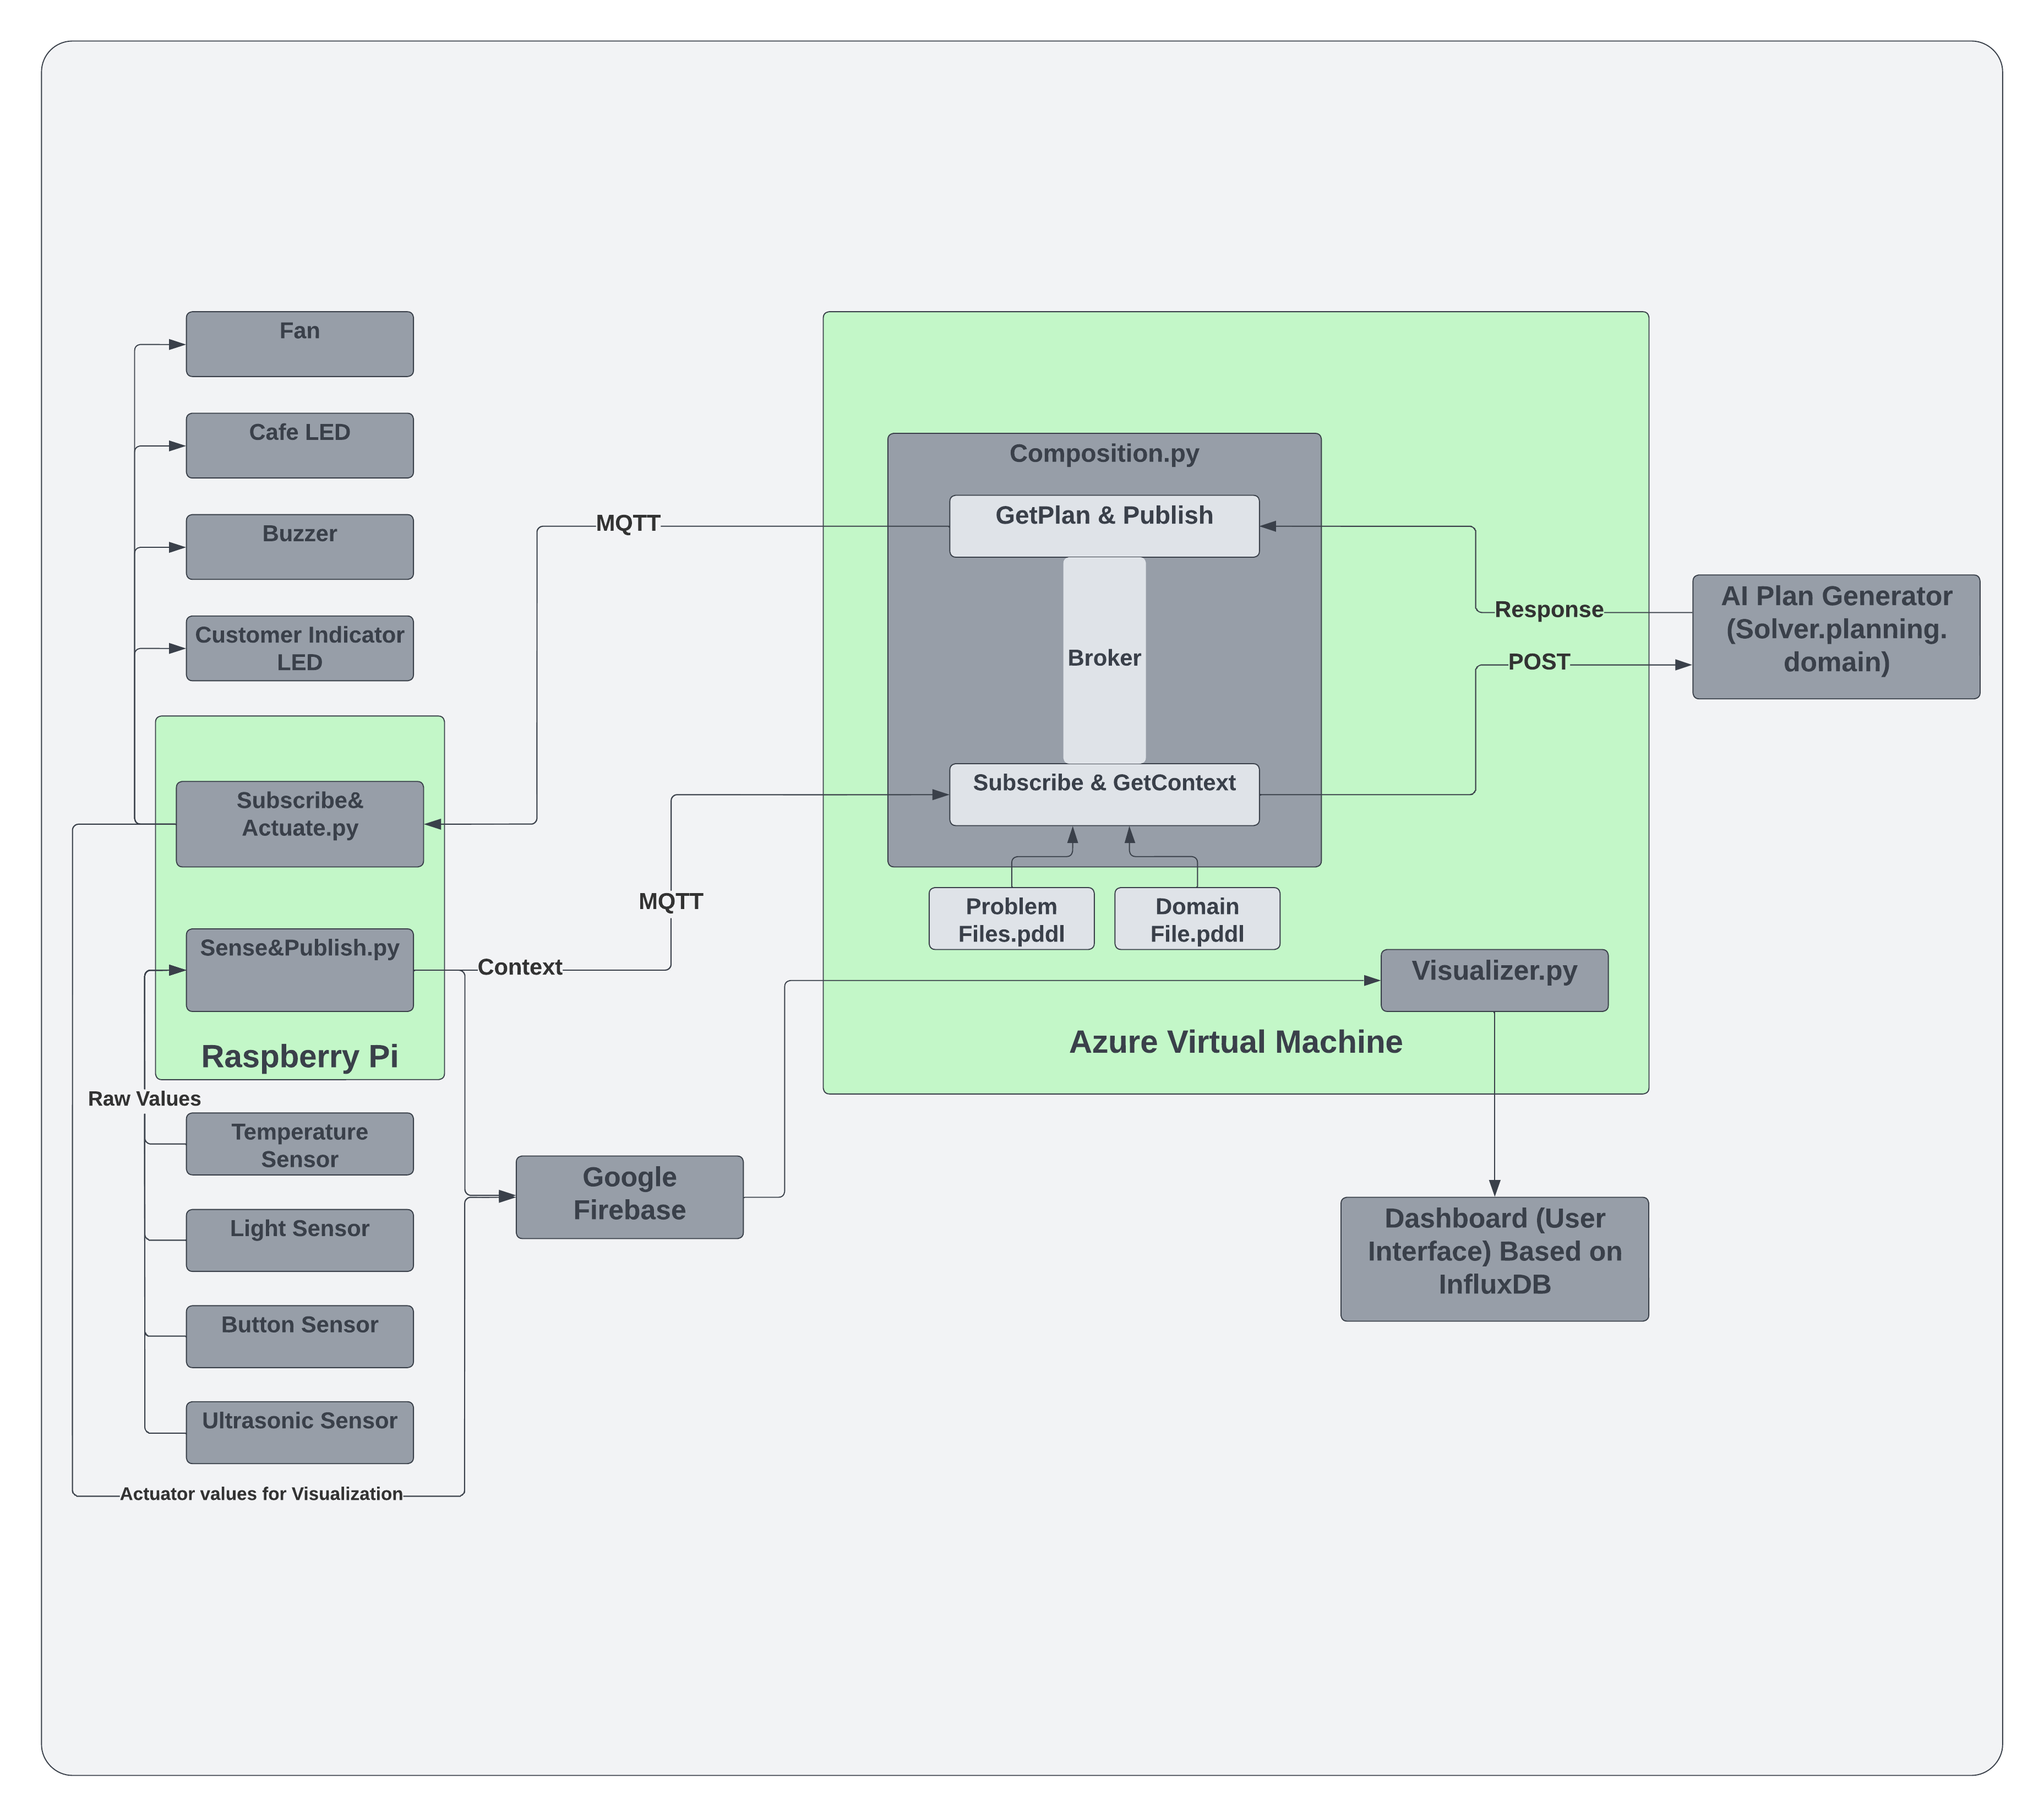 Fan
Cafe LED
Buzzer
Customer Indicator
LED
Subscribe&
Actuate.py
Sense&Publish.py
Raspberry Pi
Raw Values
Temperature
Sensor
Light Sensor
Button Sensor
Ultrasonic Sensor
Actuator values for Visualization
MQTT
MQTT
Context
Google
Firebase
Composition.py
GetPlan & Publish
Broker
Subscribe & GetContext
Problem
Files.pddl
Domain
File.pddl
Visualizer.py
Azure Virtual Machine
Response
POST
AI Plan Generator
(Solver.planning.
domain)
Dashboard (User
Interface) Based on
InfluxDB